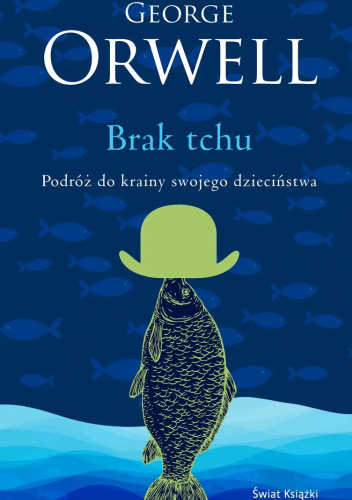 GEORGE
ORWELL
Brak tchu
Podróż do krainy swojego dzieciństwa
Świat Książki